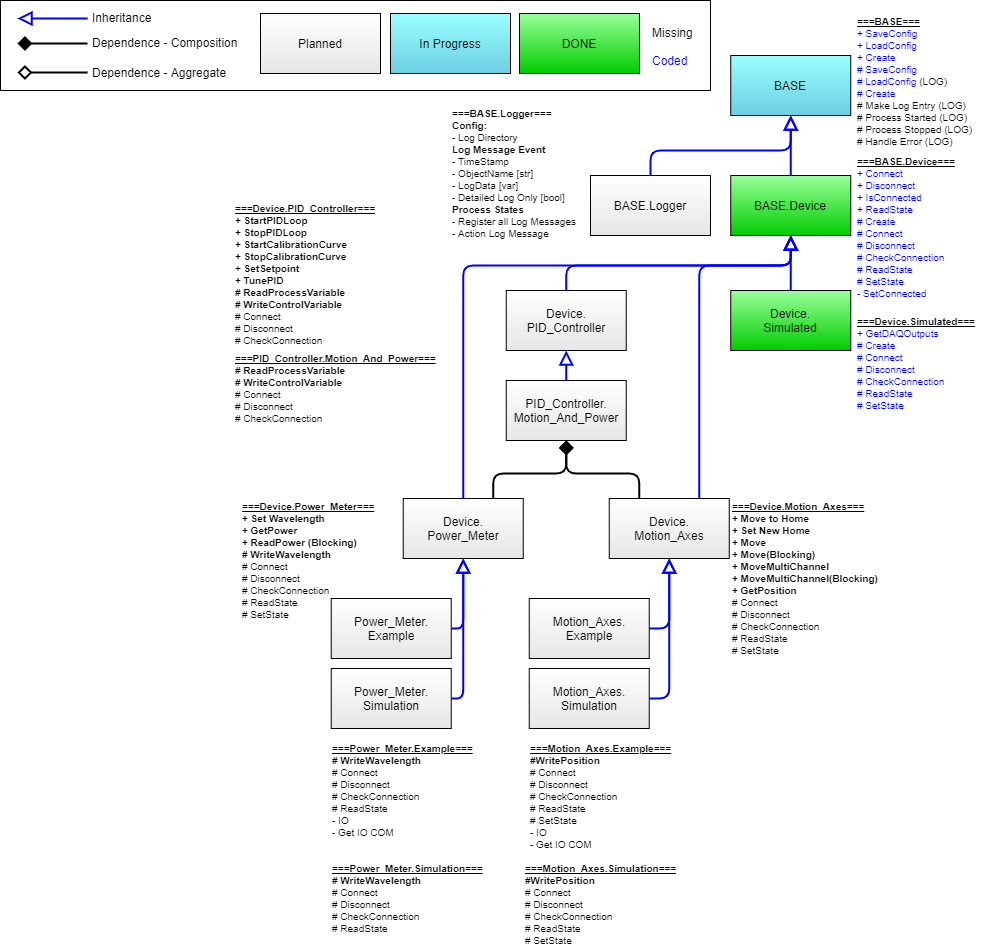 Inheritance
Dependence - Composition
Dependence - Aggregate
Planned
In Progress
DONE
Missing
Coded
BASE
===BASE===
+ SaveConfig
+ LoadConfig
+ Create
# SaveConfig
# LoadConfig (LOG)
# Create
# Make Log Entry (LOG)
# Process Started (LOG)
# Process Stopped (LOG)
# Handle Error (LOG)
===BASE.Logger===
Config:
- Log Directory
Log Message Event
- TimeStamp
- ObjectName [str]
- LogData [var]
- Detailed Log Only [bool]
Process States
- Register all Log Messages
- Action Log Message
BASE.Logger
BASE.Device
===BASE.Device===
+ Connect
+ Disconnect
+ IsConnected
+ ReadState
# Create
# Connect
# Disconnect
# CheckConnection
# ReadState
# SetState
- SetConnected
===Device.PID_Controller===
+ StartPIDLoop
+ StopPIDLoop
+ StartCalibrationCurve
+ StopCalibrationCurve
+ SetSetpoint
+ TunePID
# ReadProcessVariable
# WriteControlVariable
# Connect
# Disconnect
# CheckConnection
===PID_Controller.Motion_And_Power===
# ReadProcessVariable
# WriteControlVariable
# Connect
# Disconnect
# CheckConnection
Device.
PID_Controller
Device.
Simulated
===Device.Simulated===
+ GetDAQOutputs
# Create
# Connect
# Disconnect
# CheckConnection
# ReadState
# SetState
PID_Controller.
Motion_And_Power
===Device.Power_Meter===
+ Set Wavelength
+ GetPower
+ ReadPower (Blocking)
# WriteWavelength
# Connect
# Disconnect
# CheckConnection
# ReadState
# SetState
Device.
Power_Meter
Device.
Motion_Axes
===Device.Motion_Axes===
+ Move to Home
+ Set New Home
+ Move
+ Move(Blocking)
+ MoveMultiChannel
+ MoveMultiChannel(Blocking)
+ GetPosition
# Connect
# Disconnect
# CheckConnection
# ReadState
# SetState
Power_Meter.
Example
Motion_Axes.
Example
Power_Meter.
Simulation
Motion_Axes.
Simulation
===Power_Meter.Example===
# WriteWavelength
# Connect
# Disconnect
# CheckConnection
# ReadState
- IO
- Get IO COM
===Motion_Axes.Example===
#WritePosition
# Connect
# Disconnect
# CheckConnection
# ReadState
# SetState
- IO
- Get IO COM
===Power_Meter.Simulation===
# WriteWavelength
# Connect
# Disconnect
# CheckConnection
# ReadState
===Motion_Axes.Simulation===
#WritePosition
# Connect
# Disconnect
# CheckConnection
# ReadState
# SetState